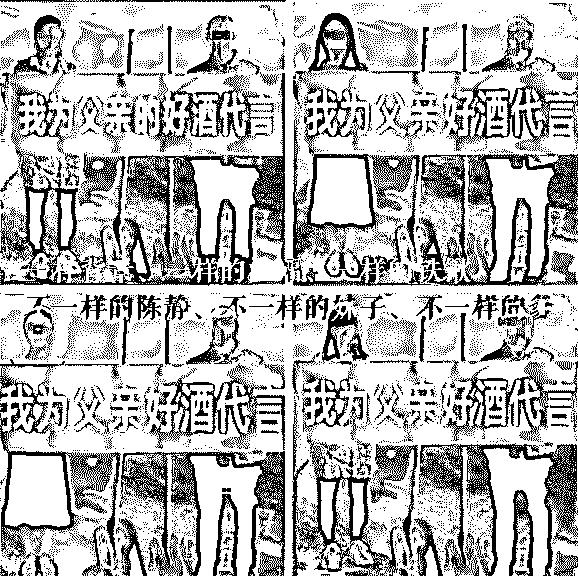 我为父亲的好酒代言
我为父亲好酒代言
一样的 样的
一样的陈静、不一样的 子、不一样的
我为父亲好酒代言
我为父亲好酒代言